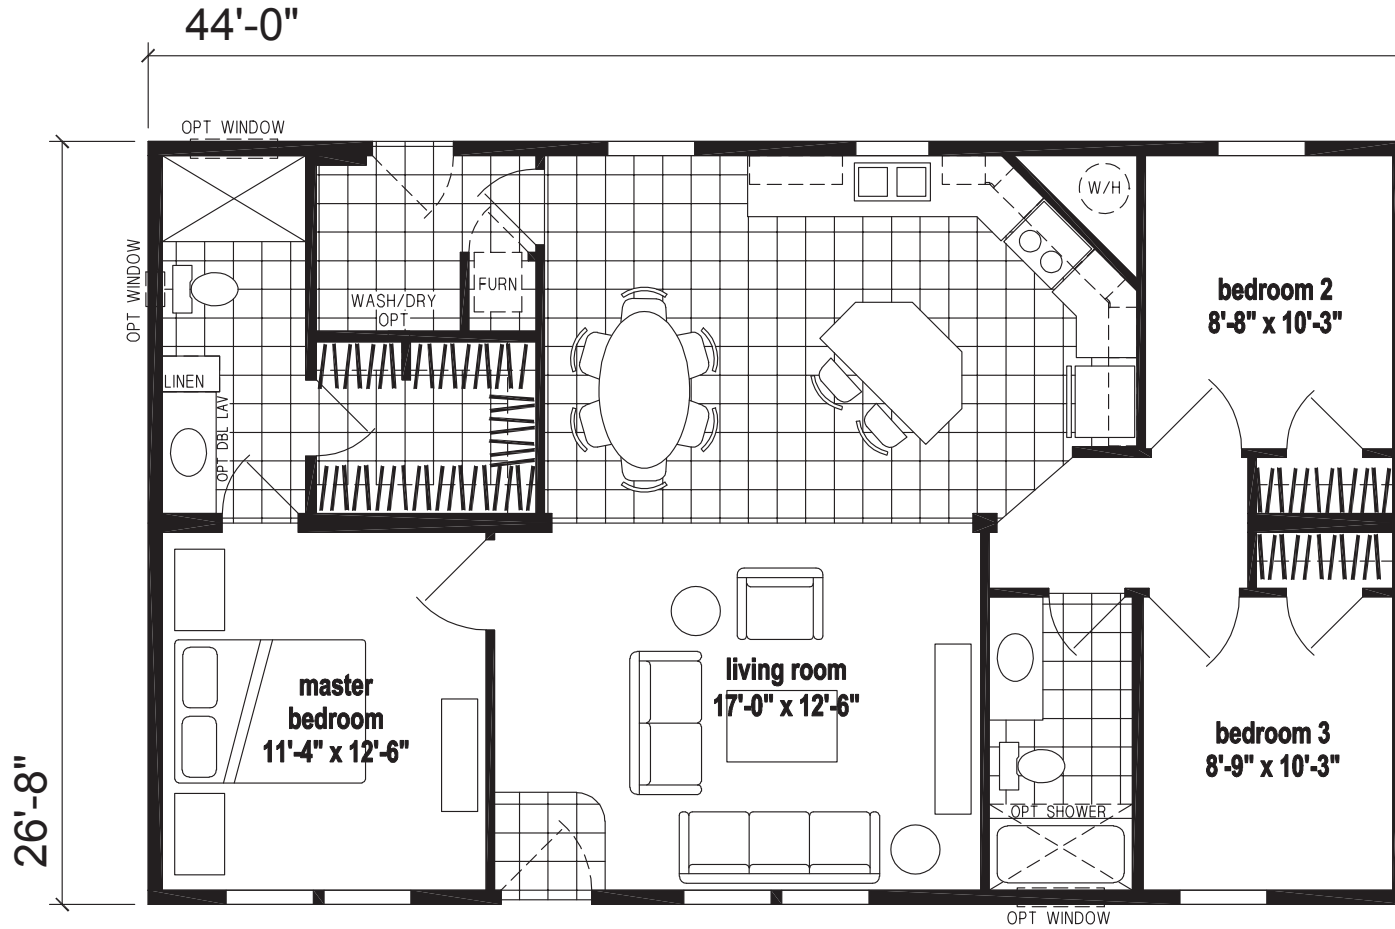 44'-0"
OPT WINDOW
W/H
OPT WINDOW
FURN
WASH/DRY
OPT
bedroom 2
8'-8" x 10'-3"
LINEN
OPT DBL LAV
living room
17'-0" x 12'-6"
master
bedroom
11'-4" x 12'-6"
bedroom 3
8'-9" x 10'-3"
26'-8"
OPT SHOWER
OPT WINDOW